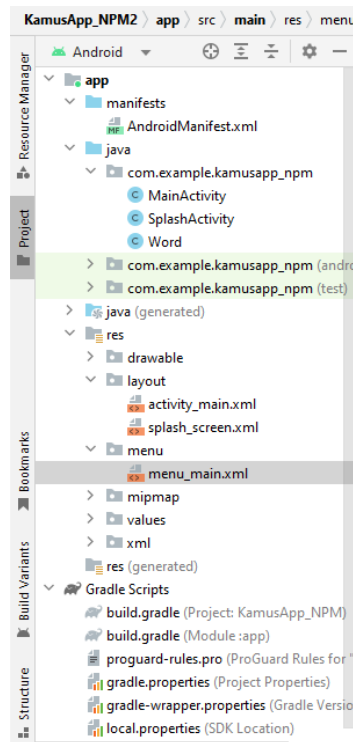 KamusApp_NPM2 〉 app 〉 src 〉 main 〉 res 〉 menu
Android
Resource Manager
Project
Bookmarks
Build Variants
Structure
app
manifests
MF AndroidManifest.xml
java
com.example.kamusapp_npm
C MainActivity
C SplashActivity
C Word
com.example.kamusapp_npm (andr
com.example.kamusapp_npm (test)
java (generated)
res
drawable
layout
activity_main.xml
splash_screen.xml
menu
menu_main.xml
mipmap
values
xml
res (generated)
Gradle Scripts
build.gradle (Project: KamusApp_NPM)
build.gradle (Module :app)
proguard-rules.pro (ProGuard Rules for "
gradle.properties (Project Properties)
gradle-wrapper.properties (Gradle Versio
local.properties (SDK Location)